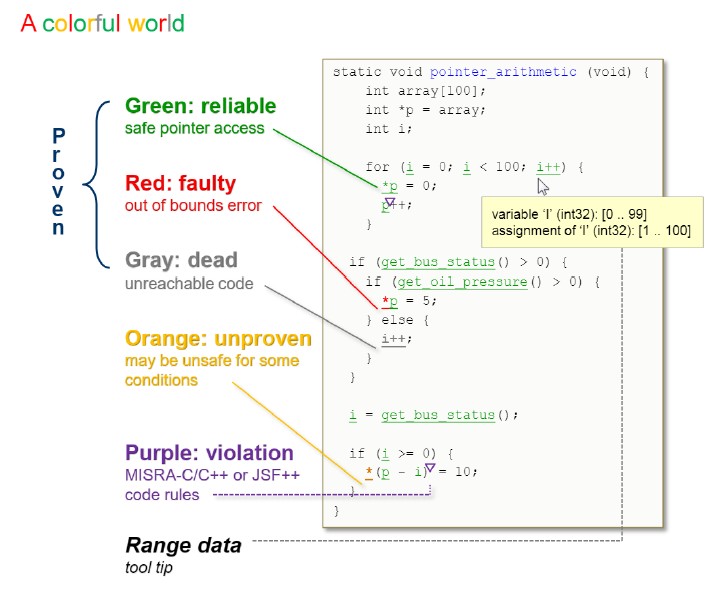 A colorful world
Proven
Green: reliable
safe pointer access
Red: faulty
out of bounds error
Gray: dead
unreachable code
Orange: unproven
may be unsafe for some
conditions
Purple: violation
MISRA-C/C++ or JSF++
code rules
Range data
tool tip
static void pointer_arithmetic (void) {
int array[100];
int *p = array;
int i;
for (i = 0; i < 100; i++) {
*p = 0;
p++;
}
variable 'I' (int32): [0 .. 99]
assignment of 'I' (int32): [1 .. 100]
if (get_bus_status() > 0) {
if (get_oil_pressure() > 0) {
*p = 5;
} else {
i++;
}
}
i = get_bus_status();
if (i >= 0) {
*(p - i) = 10;
}
}